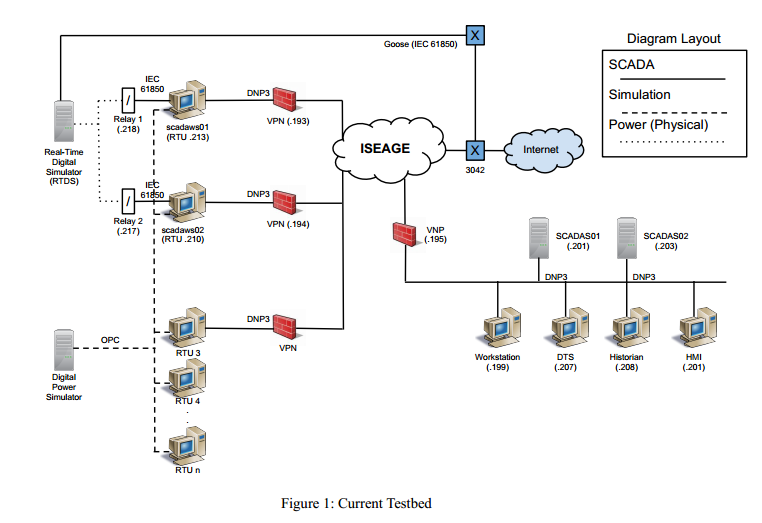 Goose (IEC 61850)
X
Diagram Layout
SCADA
Simulation
Power (Physical)
IEC
61850
/
Relay 1
(.218)
scadaws01
(RTU .213)
DNP3
VPN (.193)
Real-Time
Digital
Simulator
(RTDS)
ISEAGE
X
3042
Internet
IEC
61850
/
Relay 2
(.217)
scadaws02
(RTU .210)
DNP3
VPN (.194)
VNP
(.195)
SCADAS01
(.201)
SCADAS02
(.203)
DNP3
DNP3
Workstation
(.199)
DTS
(.207)
Historian
(.208)
HMI
(.201)
OPC
Digital
Power
Simulator
DNP3
VPN
RTU 3
RTU 4
.
.
RTU n
Figure 1: Current Testbed